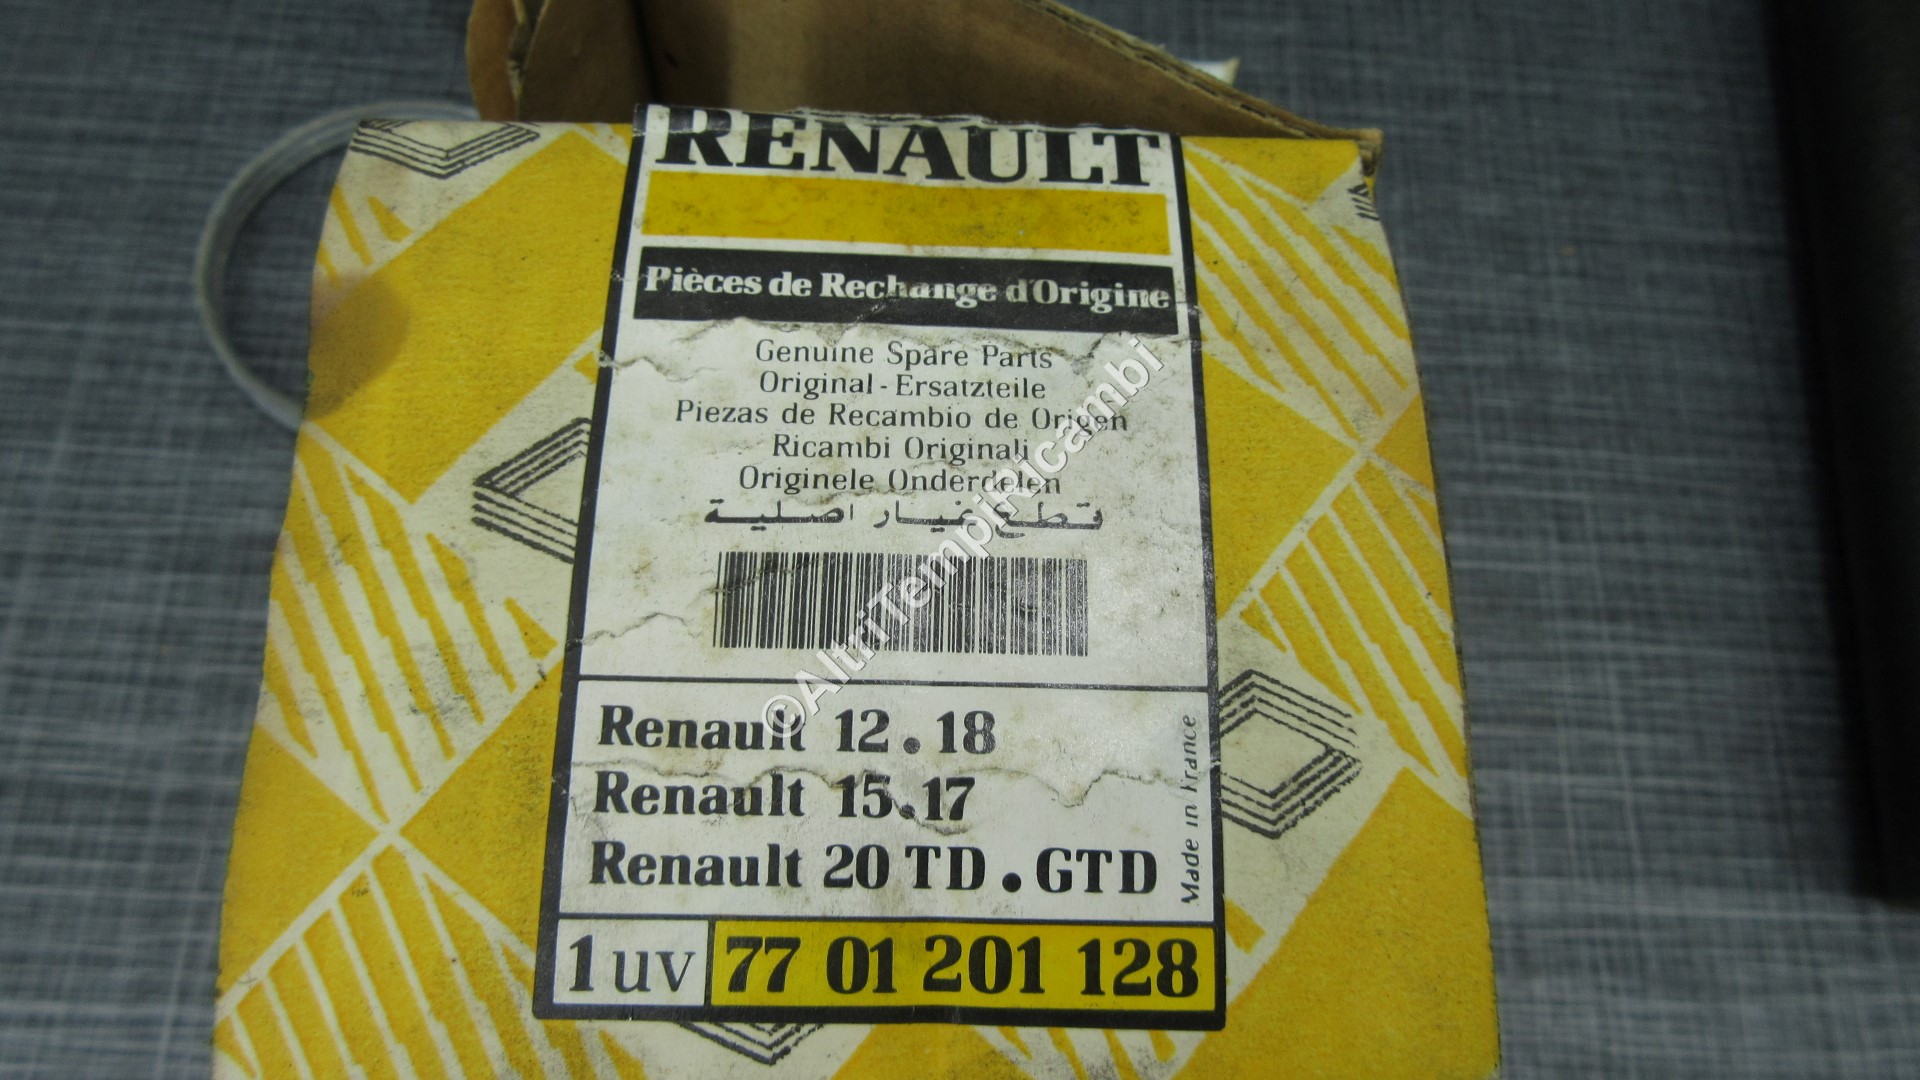 RENAULT
Pièces de Rechange d'Origine
Genuine Spare Parts
Original - Ersatzteile
Piezas de Recambio de Origen
Ricambi Originali
Originele Onderdelen
قطع غيار اصلية
Renault 12.18
Renault 15.17
Renault 20 TD.GTD
Made in France
1 uv 77 01 201 128
©AltriTempiRicambi